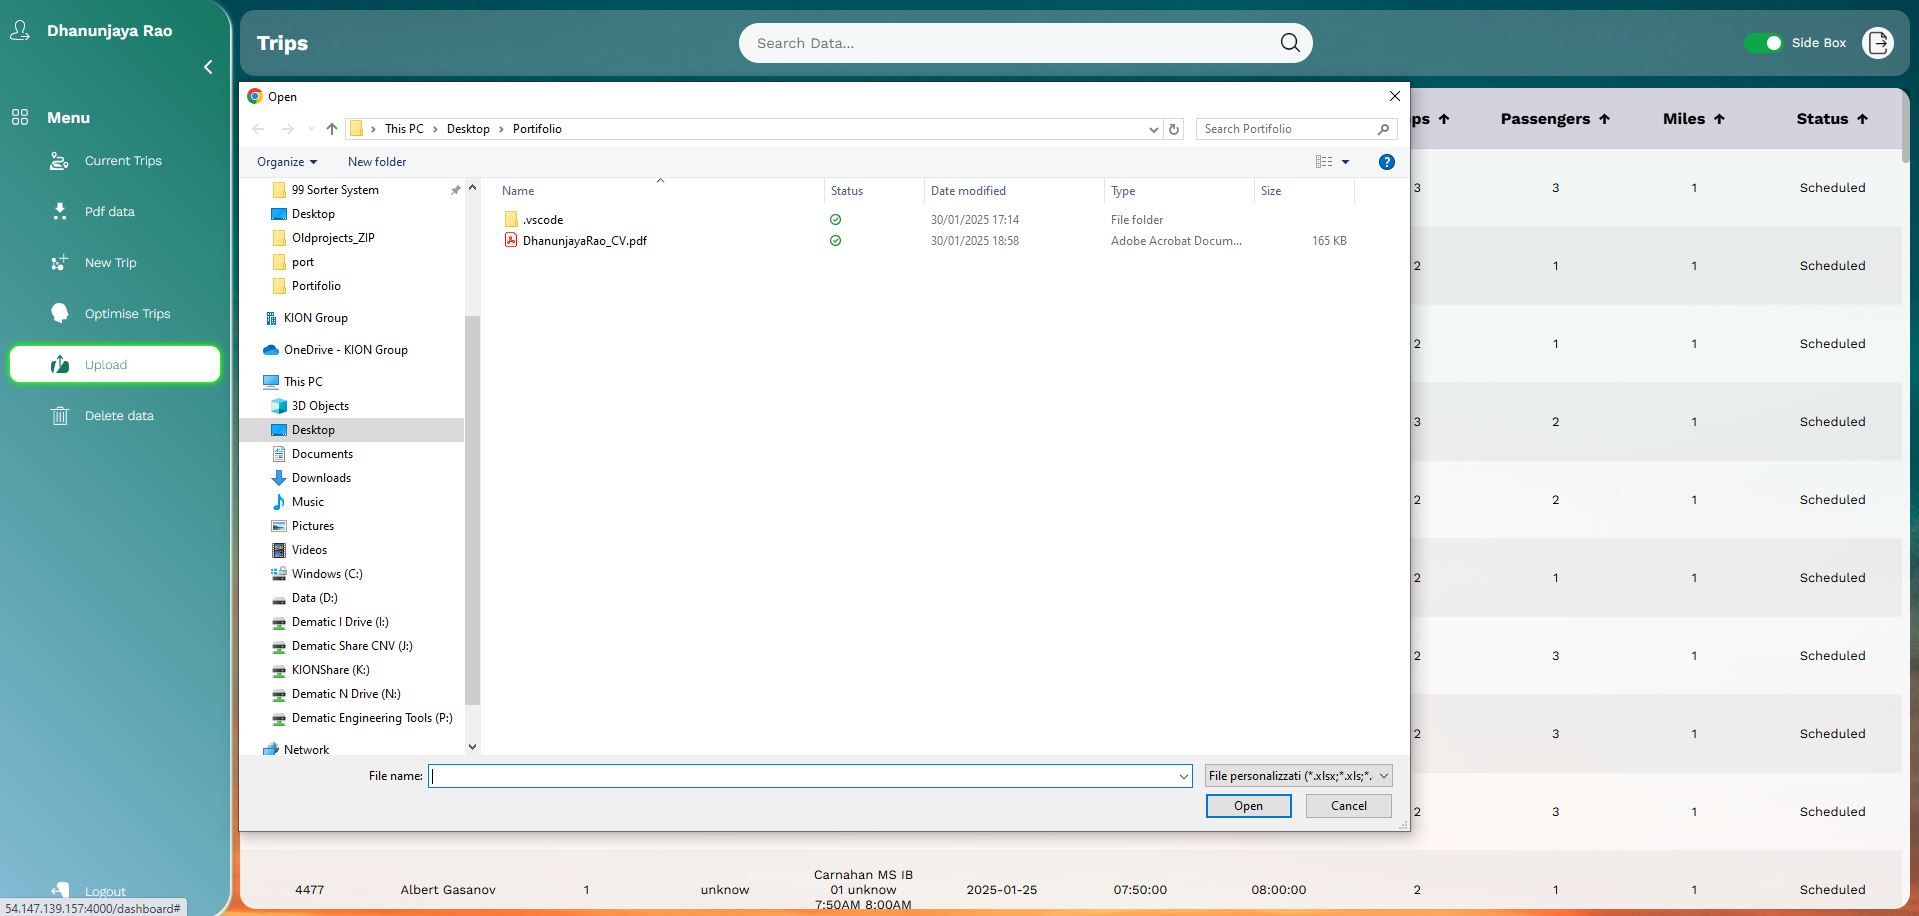 Dhanunjaya Rao
Menu
Current Trips
Pdf data
New Trip
Optimise Trips
Upload
Delete data
Logout
54.147.139.157:4000/dashboard#
Trips
Search Data...
Side Box
Open
This PC > Desktop > Portifolio
Search Portifolio
Organize
New folder
?
99 Sorter System
Desktop
Oldprojects_ZIP
port
Portifolio
KION Group
OneDrive - KION Group
This PC
3D Objects
Desktop
Documents
Downloads
Music
Pictures
Videos
Windows (C:)
Data (D:)
Dematic I Drive (I:)
Dematic Share CNV (J:)
KIONShare (K:)
Dematic N Drive (N:)
Dematic Engineering Tools (P:)
Network
Name Status Date modified Type Size
.vscode 30/01/2025 17:14 File folder
DhanunjayaRao_CV.pdf 30/01/2025 18:58 Adobe Acrobat Docum... 165 KB
File name:
File personalizzati (*.xlsx;*.xls;*.
Open
Cancel
ps Passengers Miles Status
3 3 1 Scheduled
2 1 1 Scheduled
2 1 1 Scheduled
3 2 1 Scheduled
2 2 1 Scheduled
2 1 1 Scheduled
2 3 1 Scheduled
2 3 1 Scheduled
2 3 1 Scheduled
Carnahan MS IB
4477 Albert Gasanov 1 unknow 01 unknow 2025-01-25 07:50:00 08:00:00 2 1 1 Scheduled
7:50AM 8:00AM